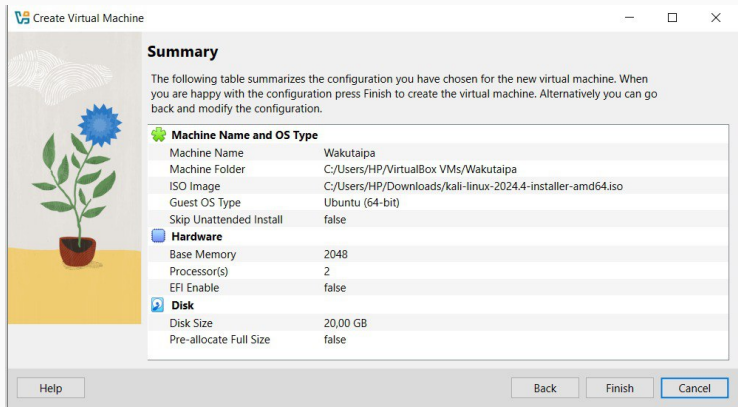 Create Virtual Machine
Summary
The following table summarizes the configuration you have chosen for the new virtual machine. When
you are happy with the configuration press Finish to create the virtual machine. Alternatively you can go
back and modify the configuration.
Machine Name and OS Type
Machine Name Wakutaipa
Machine Folder C:/Users/HP/VirtualBox VMs/Wakutaipa
ISO Image C:/Users/HP/Downloads/kali-linux-2024.4-installer-amd64.iso
Guest OS Type Ubuntu (64-bit)
Skip Unattended Install false
Hardware
Base Memory 2048
Processor(s) 2
EFI Enable false
Disk
Disk Size 20,00 GB
Pre-allocate Full Size false
Help Back Finish Cancel